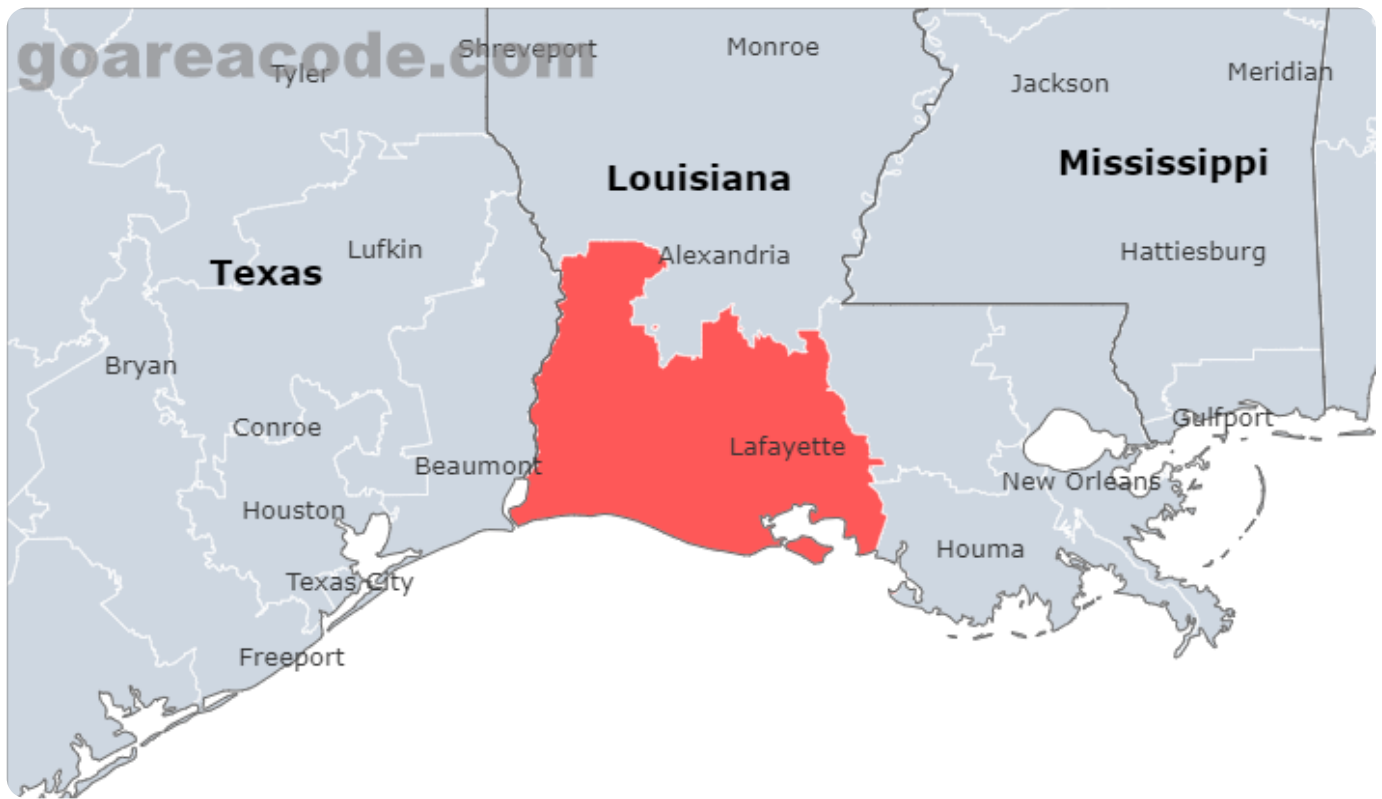 goareacode.com
Shreveport
Monroe
Tyler
Jackson
Meridian
Louisiana
Mississippi
Lufkin
Alexandria
Hattiesburg
Texas
Bryan
Conroe
Gulfport
Lafayette
Beaumont
New Orleans
Houston
Houma
Texas City
Freeport